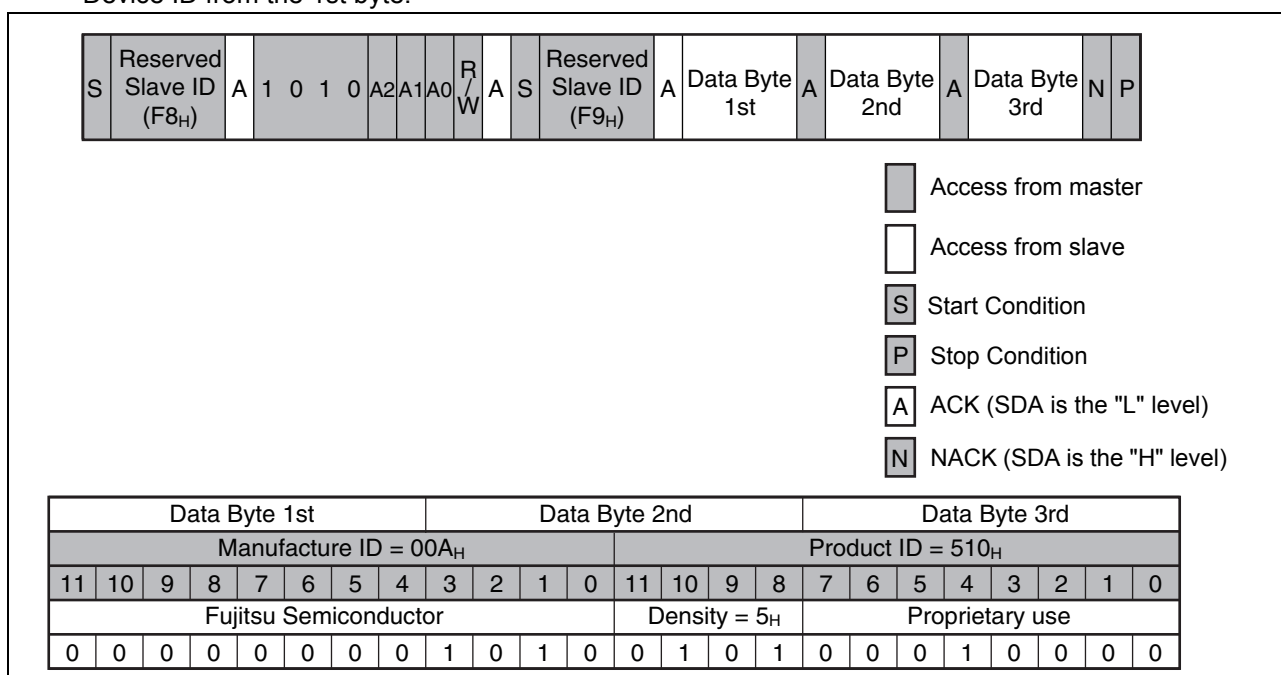 Device ID from the 1st byte.
S Reserved Slave ID (F8H) A 1 0 1 0 A2 A1 A0 R/W A S Reserved Slave ID (F9H) A Data Byte 1st A Data Byte 2nd A Data Byte 3rd N P
Access from master
Access from slave
S Start Condition
P Stop Condition
A ACK (SDA is the "L" level)
N NACK (SDA is the "H" level)
Data Byte 1st Data Byte 2nd Data Byte 3rd
Manufacture ID = 00AH Product ID = 510H
11 10 9 8 7 6 5 4 3 2 1 0 11 10 9 8 7 6 5 4 3 2 1 0
Fujitsu Semiconductor Density = 5H Proprietary use
0 0 0 0 0 0 0 0 1 0 1 0 0 1 0 1 0 0 0 1 0 0 0 0